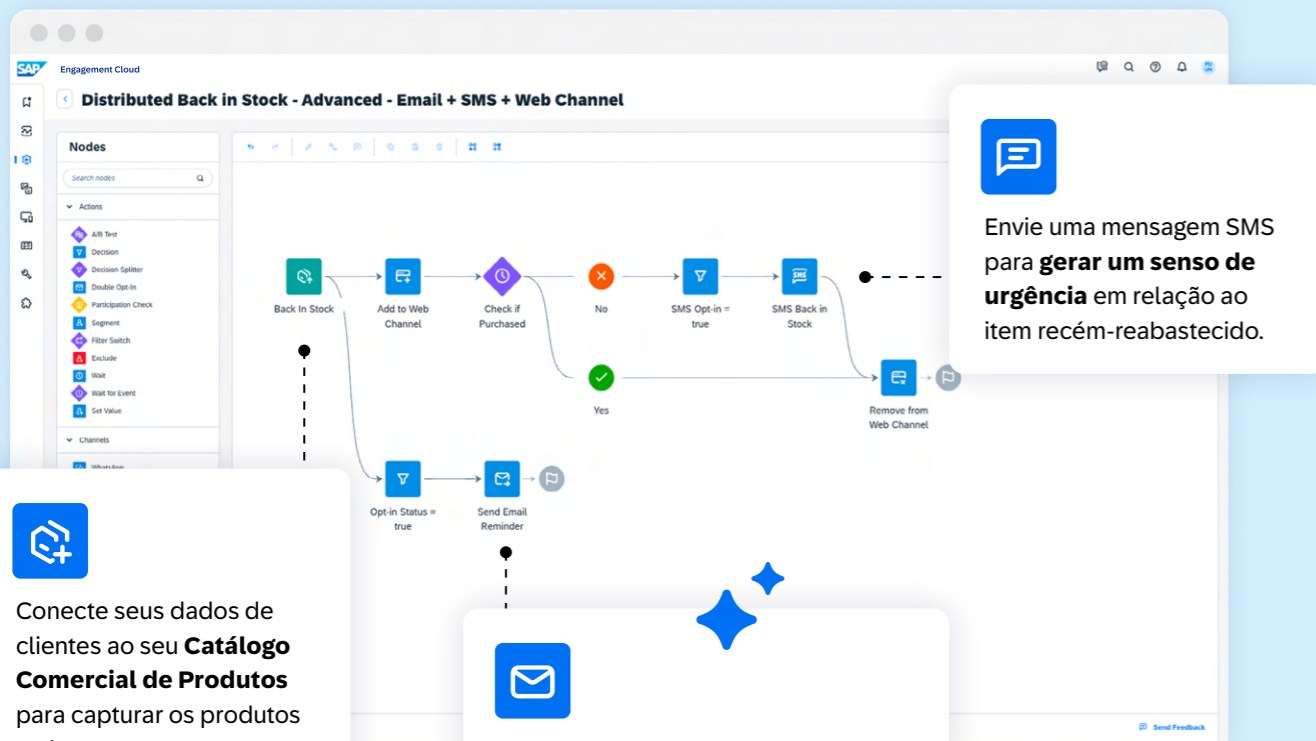 SAP Engagement Cloud
Distributed Back in Stock - Advanced - Email + SMS + Web Channel
Nodes
Search nodes
Actions
A/B Test
Decision
Decision Splitter
Double Opt-In
Participation Check
Segment
Filter Switch
Exclude
Wait
Wait for Event
Set Value
Channels
WhatsApp
Back In Stock
Add to Web
Channel
Check if
Purchased
No
SMS Opt-in =
true
SMS
SMS Back in
Stock
Yes
Remove from
Web Channel
Opt-in Status =
true
Send Email
Reminder
Envie uma mensagem SMS
para gerar um senso de
urgência em relação ao
item recém-reabastecido.
Conecte seus dados de
clientes ao seu Catálogo
Comercial de Produtos
para capturar os produtos
Send Feedback